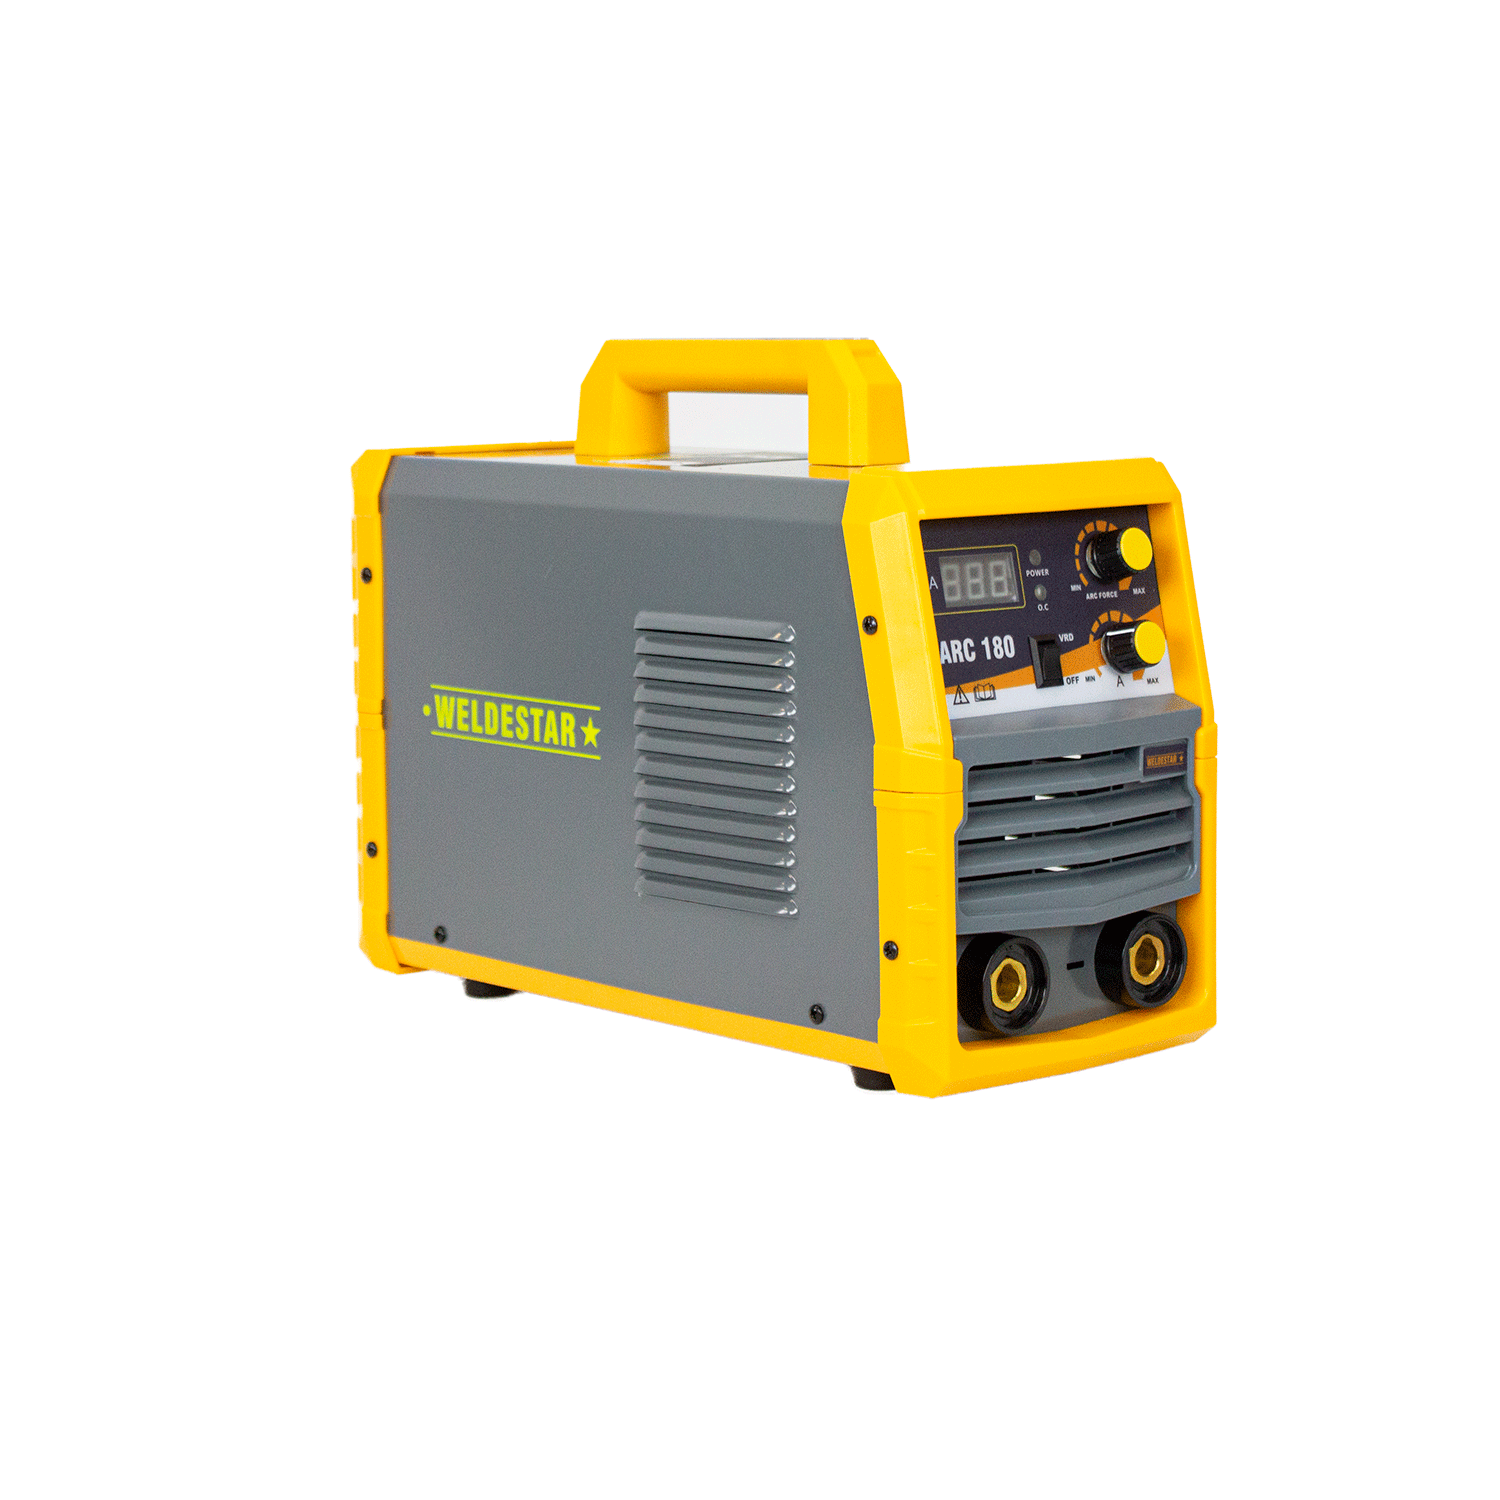 WELDESTAR
A 888
POWER
O.C
MIN ARC FORCE MAX
ARC 180
VRD
OFF
MIN A MAX
WELDESTAR
-